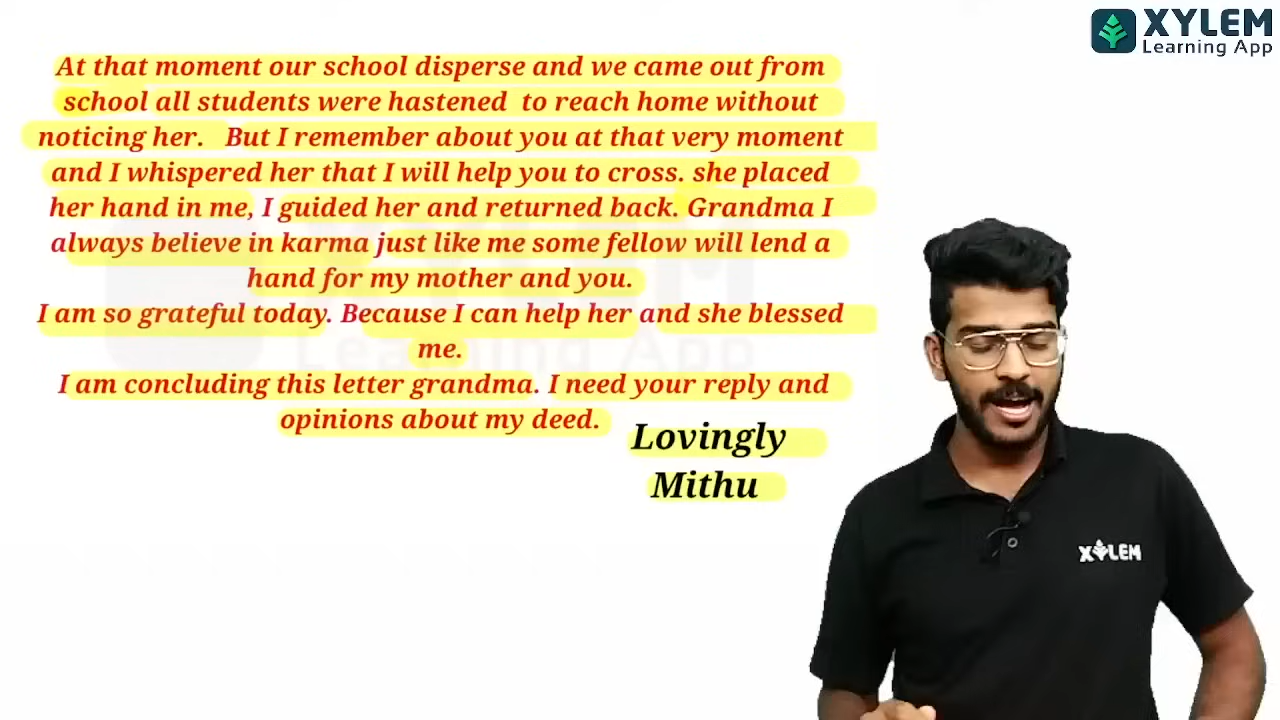 XYLEM
Learning App
At that moment our school disperse and we came out from
school all students were hastened to reach home without
noticing her. But I remember about you at that very moment
and I whispered her that I will help you to cross. she placed
her hand in me, I guided her and returned back. Grandma I
always believe in karma just like me some fellow will lend a
hand for my mother and you.
I am so grateful today. Because I can help her and she blessed
me.
I am concluding this letter grandma. I need your reply and
opinions about my deed.
Lovingly
Mithu
XYLEM
Learning App
XYLEM